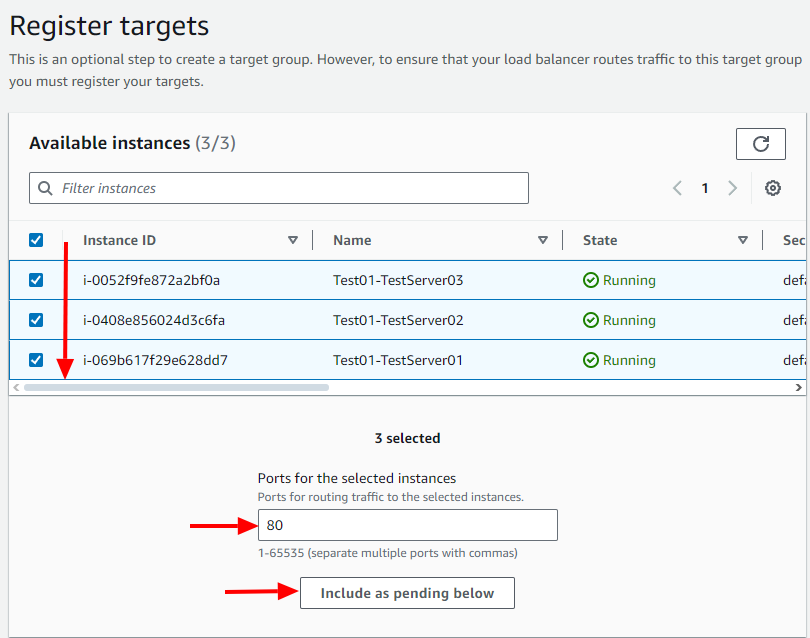 Register targets
This is an optional step to create a target group. However, to ensure that your load balancer routes traffic to this target group
you must register your targets.
Available instances (3/3)
Filter instances
1
Instance ID Name State Sec
i-0052f9fe872a2bf0a Test01-TestServer03 Running defa
i-0408e856024d3c6fa Test01-TestServer02 Running defa
i-069b617f29e628dd7 Test01-TestServer01 Running defa
3 selected
Ports for the selected instances
Ports for routing traffic to the selected instances.
80
1-65535 (separate multiple ports with commas)
Include as pending below